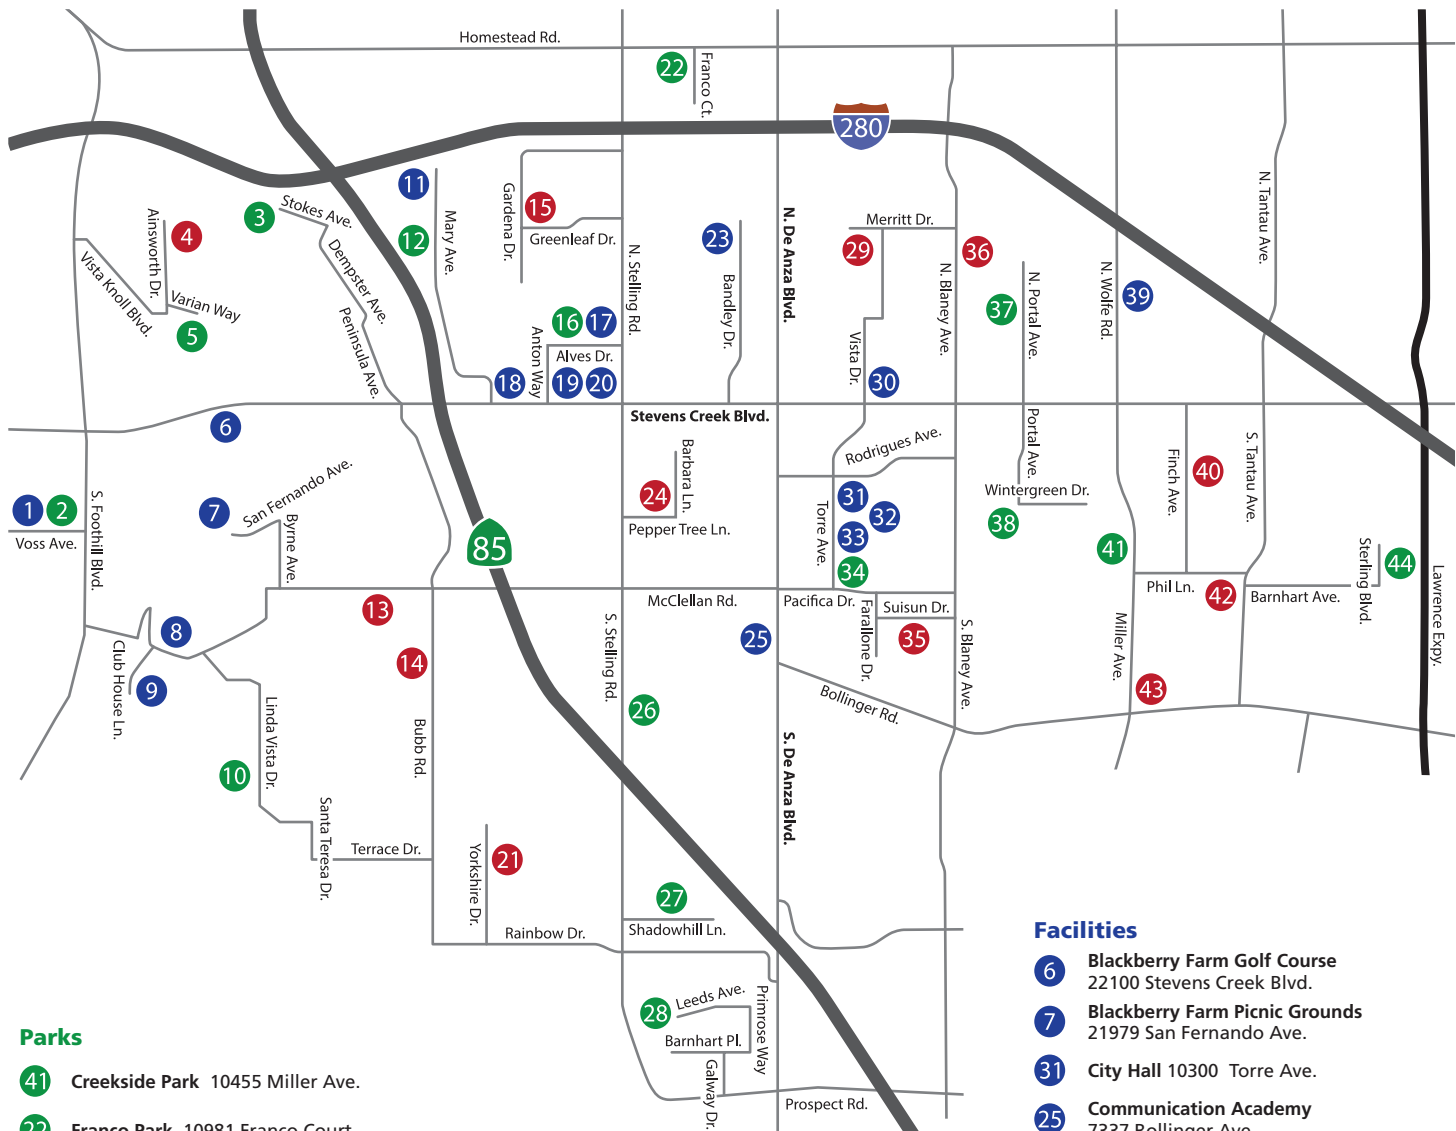 Homestead Rd.
22
Franco Ct.
280
11
Stokes Ave.
3
Ainsworth Dr.
4
12
Mary Ave.
Gardena Dr.
15
Greenleaf Dr.
N. Stelling Rd.
23
Bandley Dr.
N. De Anza Blvd.
Merritt Dr.
29
N. Blaney Ave.
36
37
N. Portal Ave.
N. Wolfe Rd.
39
N. Tantau Ave.
Vista Knoll Blvd.
Varian Way
5
Dempster Ave.
Peninsula Ave.
16
17
Alves Dr.
Anton Way
18
19
20
Vista Dr.
30
Stevens Creek Blvd.
6
1
2
Voss Ave.
S. Foothill Blvd.
7
San Fernando Ave.
Byrne Ave.
85
Barbara Ln.
24
Pepper Tree Ln.
Rodrigues Ave.
Torre Ave.
31
32
33
34
Portal Ave.
Wintergreen Dr.
38
41
Finch Ave.
40
S. Tantau Ave.
Phil Ln.
42
Barnhart Ave.
Sterling Blvd.
44
Lawrence Expy.
McClellan Rd.
Pacifica Dr.
Farallone Dr.
Suisun Dr.
35
S. Blaney Ave.
Miller Ave.
43
13
14
8
9
Club House Ln.
Linda Vista Dr.
10
Bubb Rd.
S. Stelling Rd.
25
26
Bollinger Rd.
S. De Anza Blvd.
Santa Teresa Dr.
Terrace Dr.
Yorkshire Dr.
21
Rainbow Dr.
27
Shadowhill Ln.
28
Leeds Ave.
Barnhart Pl.
Primrose Way
Galway Dr.
Prospect Rd.
Parks
41 Creekside Park 10455 Miller Ave.
22 Franco Park 10981 Franco Court
Facilities
6 Blackberry Farm Golf Course
22100 Stevens Creek Blvd.
7 Blackberry Farm Picnic Grounds
21979 San Fernando Ave.
31 City Hall 10300 Torre Ave.
25 Communication Academy
7337 Bollinger Ave.